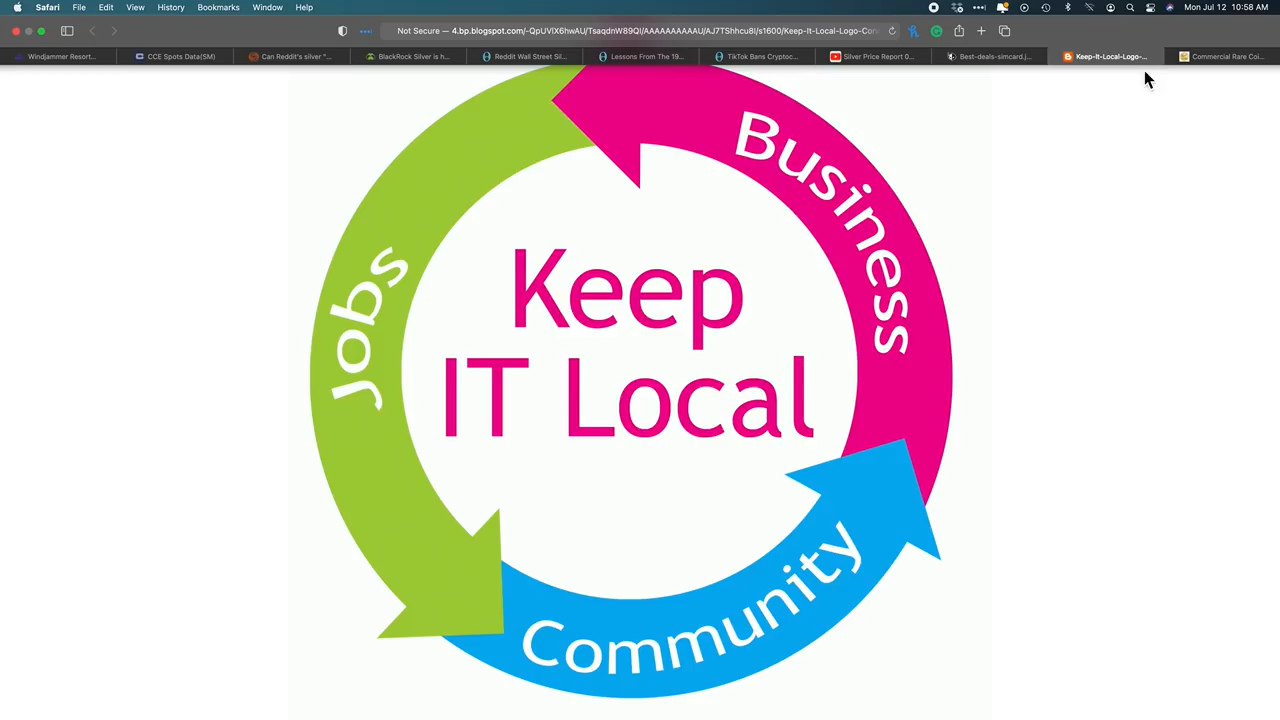 Safari File Edit View History Bookmarks Window Help Mon Jul 12 10:58 AM
Not Secure — 4.bp.blogspot.com/-QpUVlX6hwAU/TsaqdnW89QI/AAAAAAAAAAU/AJ7TShhcu8I/s1600/Keep-It-Local-Logo-Con
Windjammer Resort... CCE Spots Data(SM) Can Reddit's silver "... BlackRock Silver is h... Reddit Wall Street Sil... Lessons From The 19... TikTok Bans Cryptoc... Silver Price Report 0... Best-deals-simcard.j... Keep-It-Local-Logo-... Commercial Rare Coi...
Business
Jobs
Keep
IT Local
Community